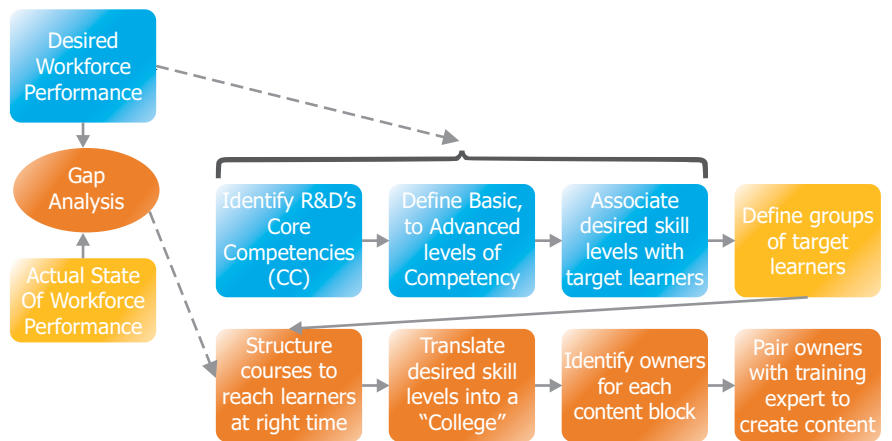 Desired
Workforce
Performance
Gap
Analysis
Actual State
Of Workforce
Performance
Identify R&D's
Core
Competencies
(CC)
Define Basic,
to Advanced
levels of
Competency
Associate
desired skill
levels with
target learners
Define groups
of target
learners
Structure
courses to
reach learners
at right time
Translate
desired skill
levels into a
“College”
Identify owners
for each
content block
Pair owners
with training
expert to
create content